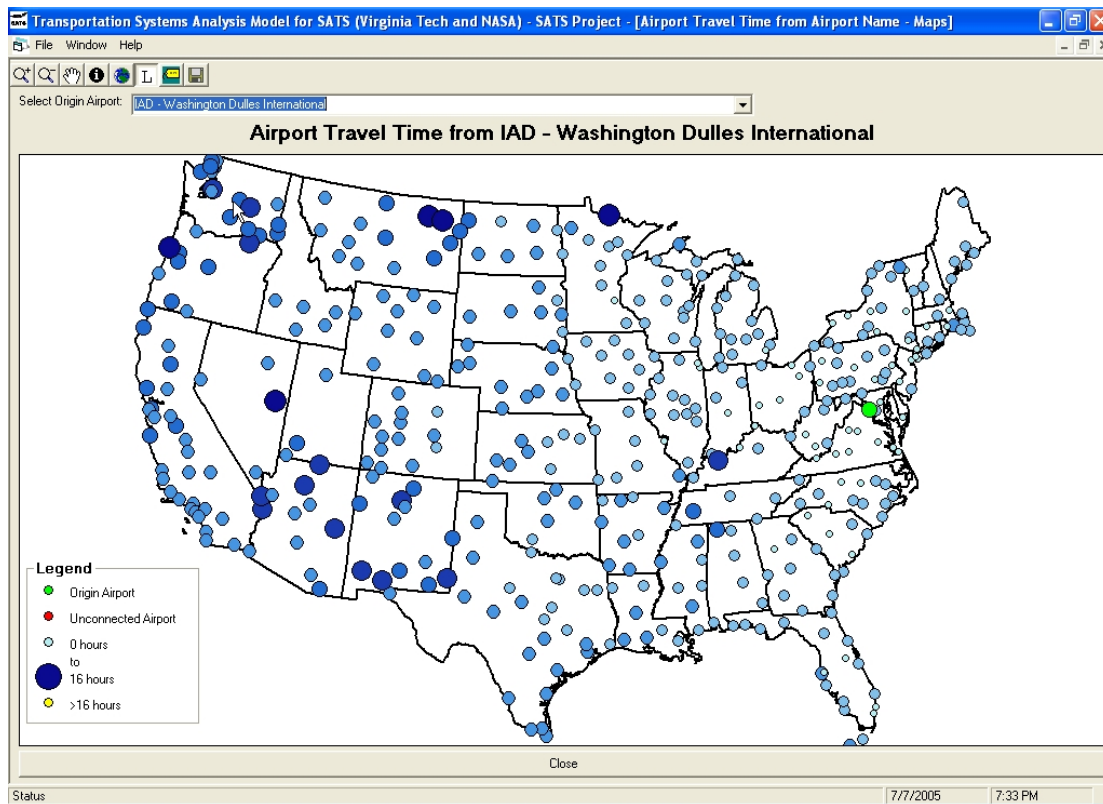 Transportation Systems Analysis Model for SATS (Virginia Tech and NASA) - SATS Project - [Airport Travel Time from Airport Name - Maps]
File Window Help
L
Select Origin Airport: IAD - Washington Dulles International
Airport Travel Time from IAD - Washington Dulles International
Legend
Origin Airport
Unconnected Airport
0 hours
to
16 hours
>16 hours
Close
Status 7/7/2005 7:33 PM